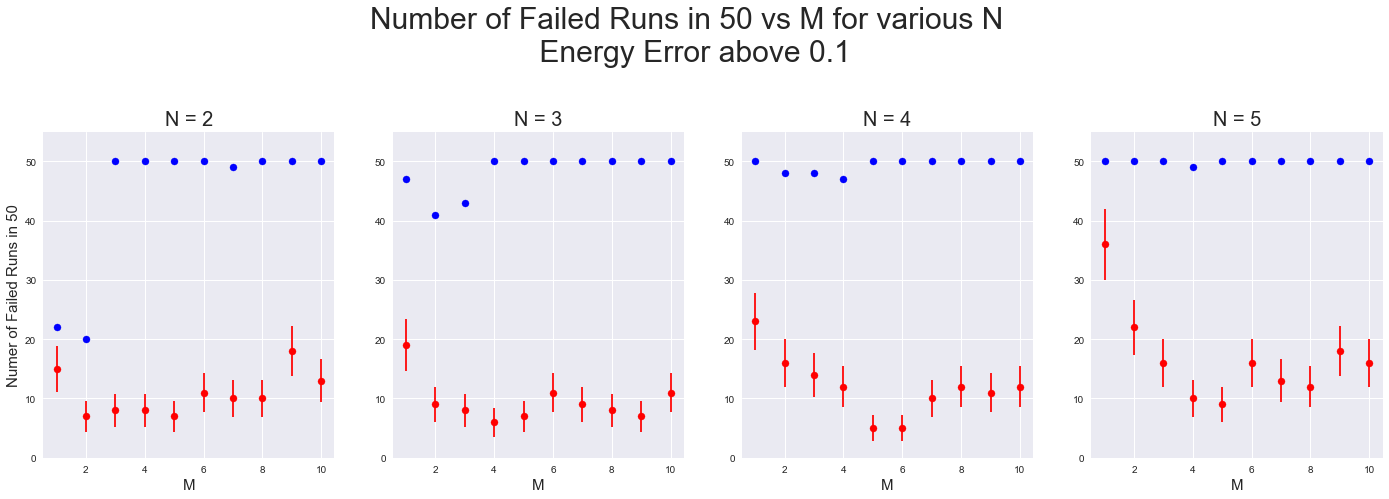 Number of Failed Runs in 50 vs M for various N
Energy Error above 0.1
N = 2
N = 3
N = 4
N = 5
Numer of Failed Runs in 50
50
40
30
20
10
0
50
40
30
20
10
0
50
40
30
20
10
0
50
40
30
20
10
0
2 4 6 8 10
2 4 6 8 10
2 4 6 8 10
2 4 6 8 10
M
M
M
M